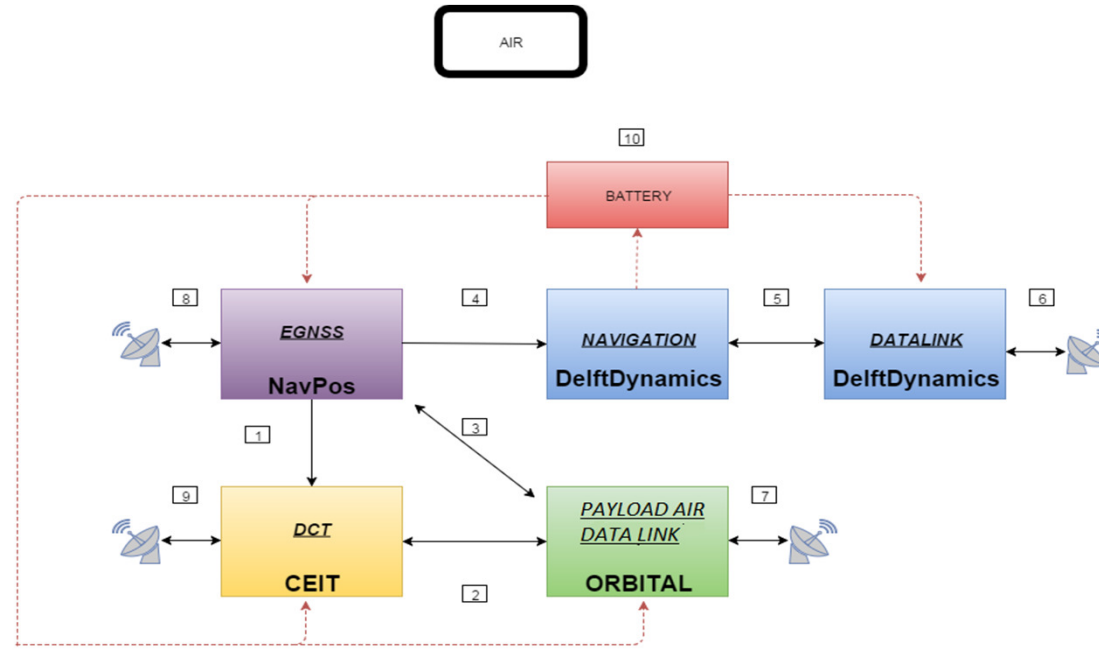 AIR
10
BATTERY
8
4
5
6
EGNSS
NavPos
NAVIGATION
DelftDynamics
DATALINK
DelftDynamics
1
3
9
7
DCT
CEIT
PAYLOAD AIR
DATA LINK
ORBITAL
2